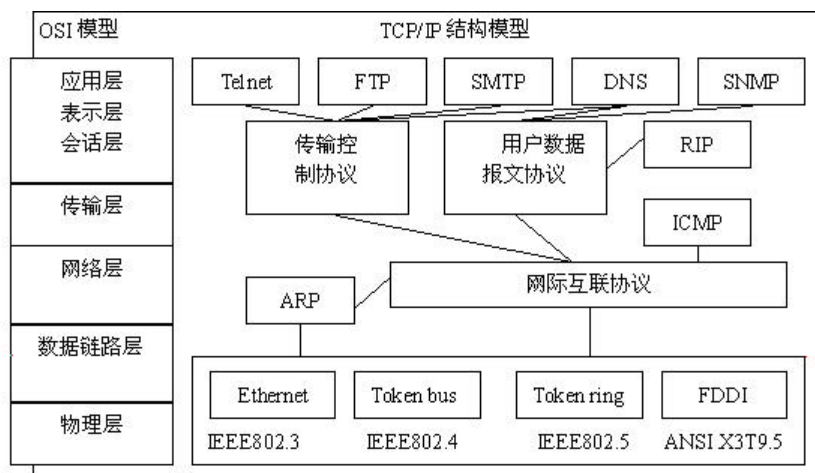 OSI 模型
TCP/IP 结构模型
应用层
表示层
会话层
传输层
网络层
数据链路层
物理层
Telnet
FTP
SMTP
DNS
SNMP
传输控
制协议
用户数据
报文协议
RIP
ICMP
ARP
网际互联协议
Ethernet
Token bus
Token ring
FDDI
IEEE802.3
IEEE802.4
IEEE802.5
ANSI X3T9.5